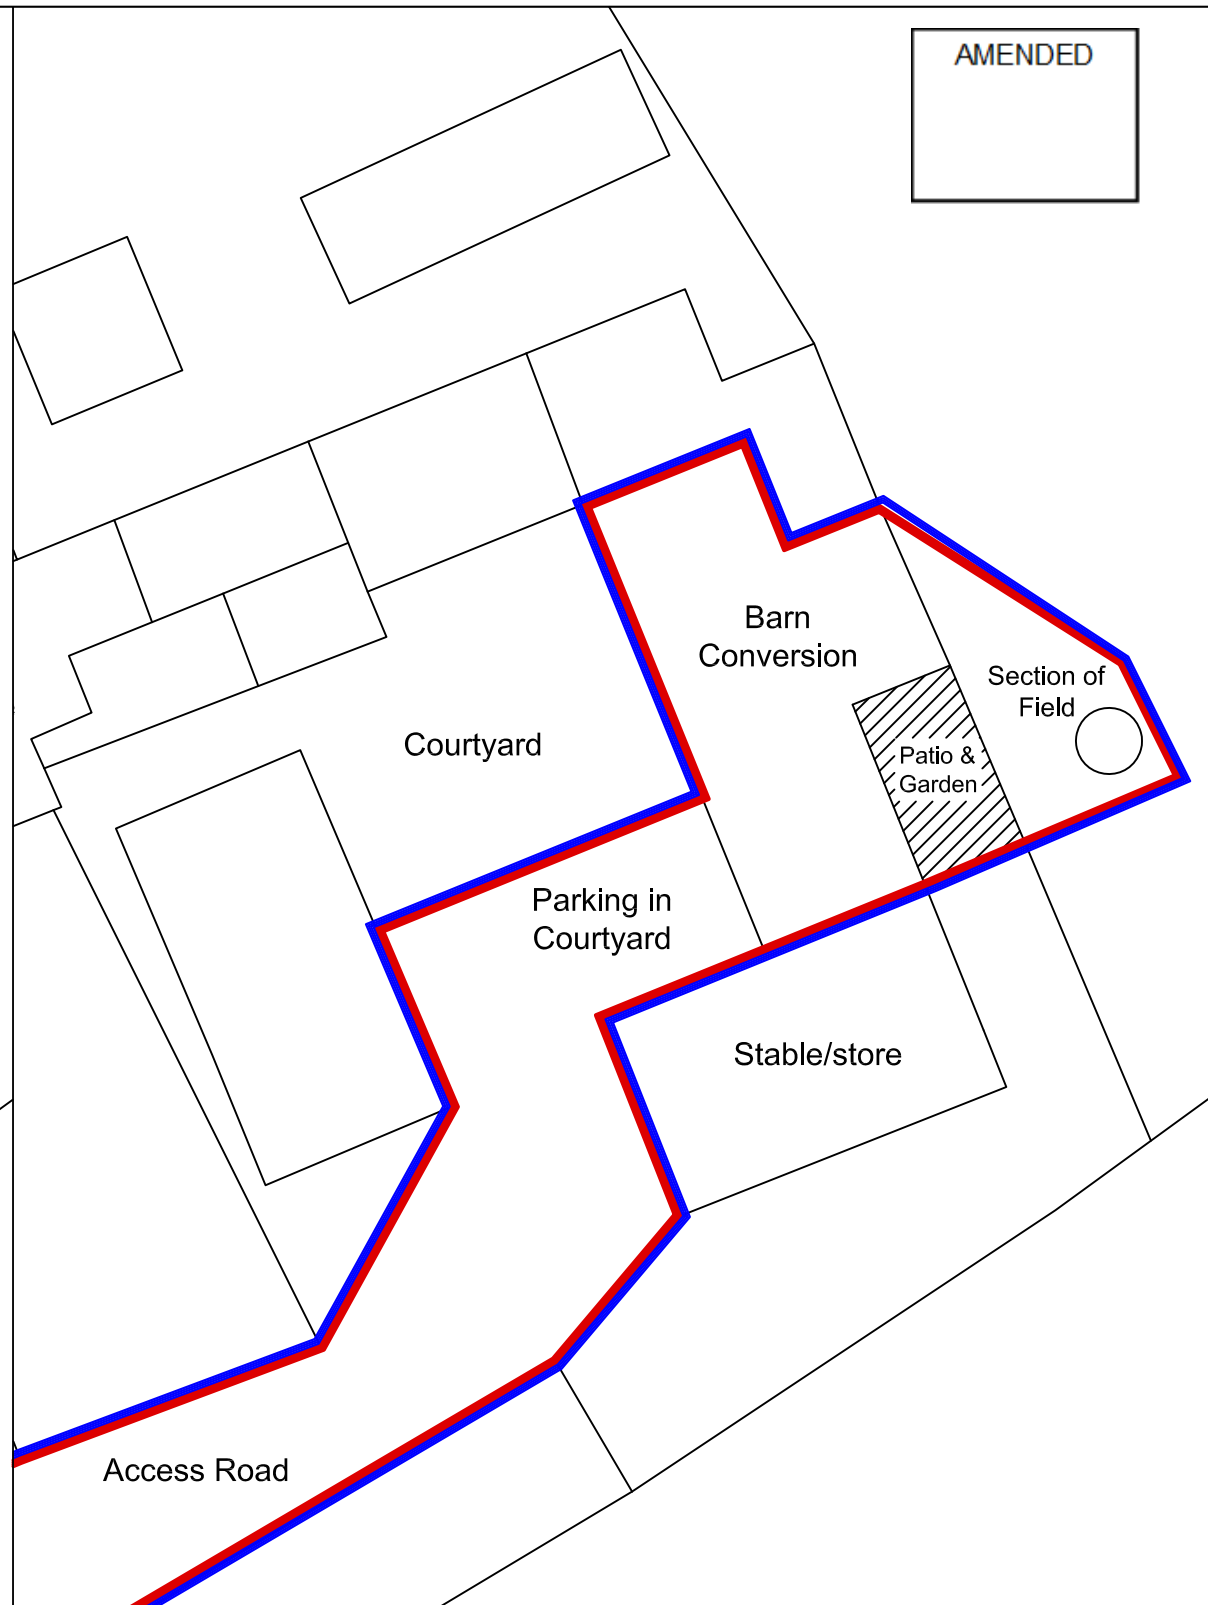 AMENDED
Barn
Conversion
Section of
Field
Courtyard
Patio &
Garden
Parking in
Courtyard
Stable/store
Access Road